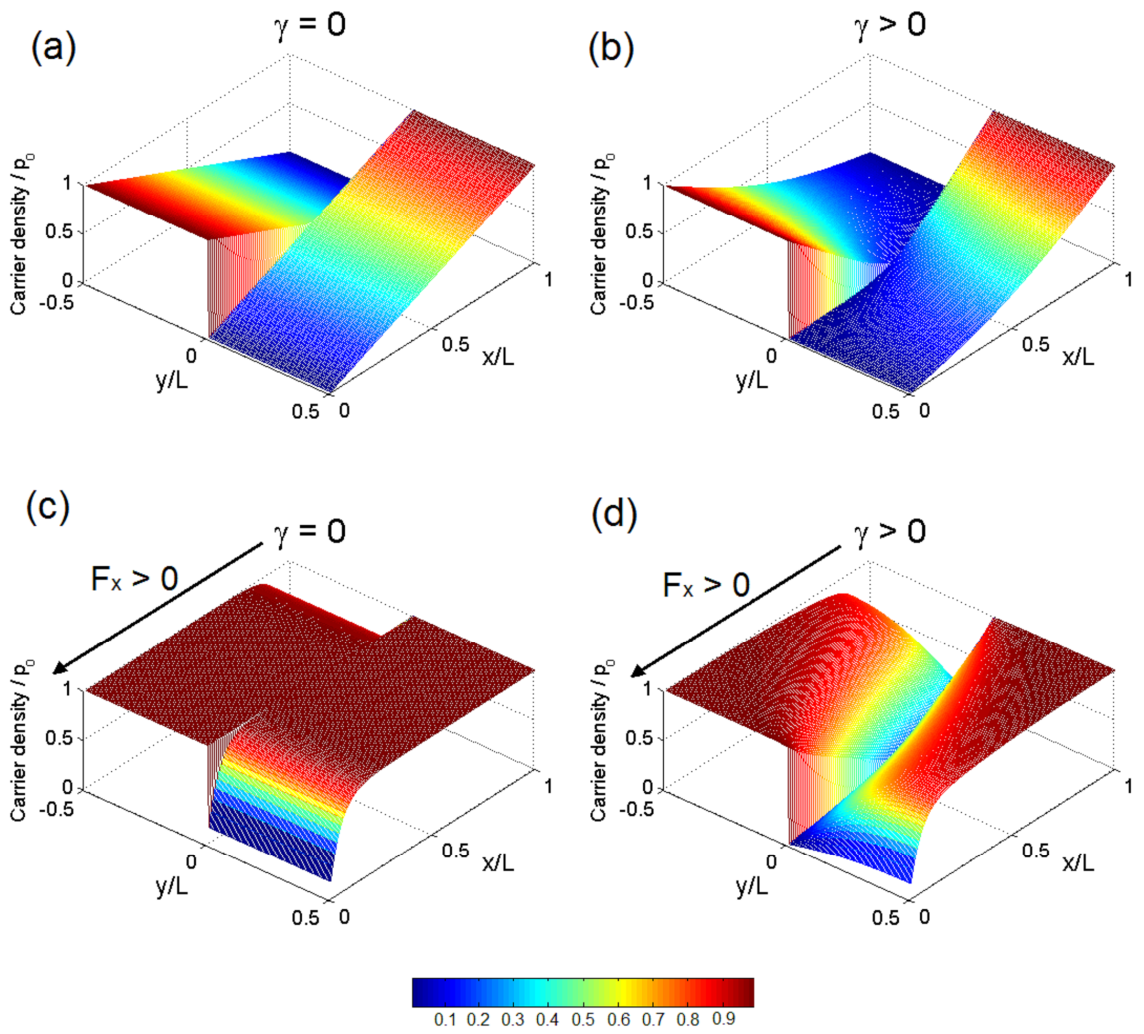 (a)
γ = 0
Carrier density / p₀
1
0.5
0
-0.5
0
0.5
y/L
0
0.5
1
x/L
(b)
γ > 0
Carrier density / p₀
1
0.5
0
-0.5
0
0.5
y/L
0
0.5
1
x/L
(c)
γ = 0
Fₓ > 0
Carrier density / p₀
1
0.5
0
-0.5
0
0.5
y/L
0
0.5
1
x/L
(d)
γ > 0
Fₓ > 0
Carrier density / p₀
1
0.5
0
-0.5
0
0.5
y/L
0
0.5
1
x/L
0.1 0.2 0.3 0.4 0.5 0.6 0.7 0.8 0.9